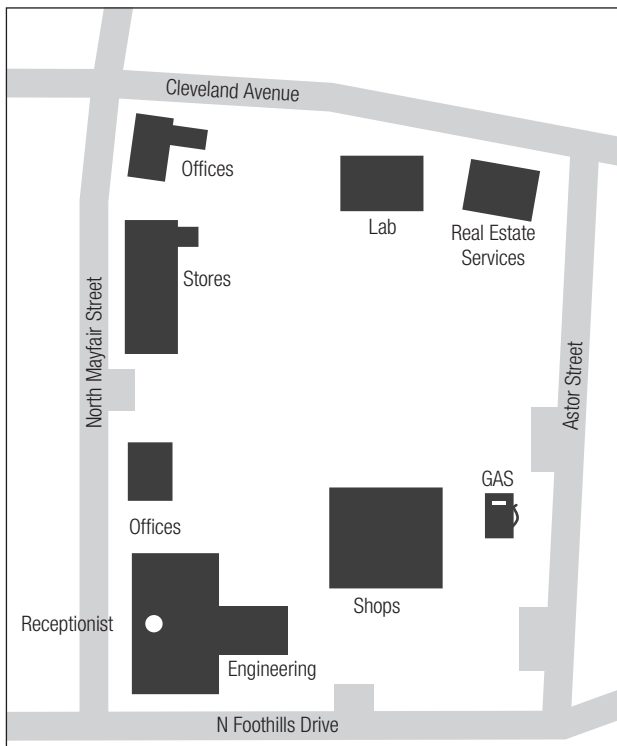 Cleveland Avenue
Offices
Lab
Real Estate
Services
Stores
North Mayfair Street
Astor Street
GAS
Offices
Shops
Receptionist
Engineering
N Foothills Drive